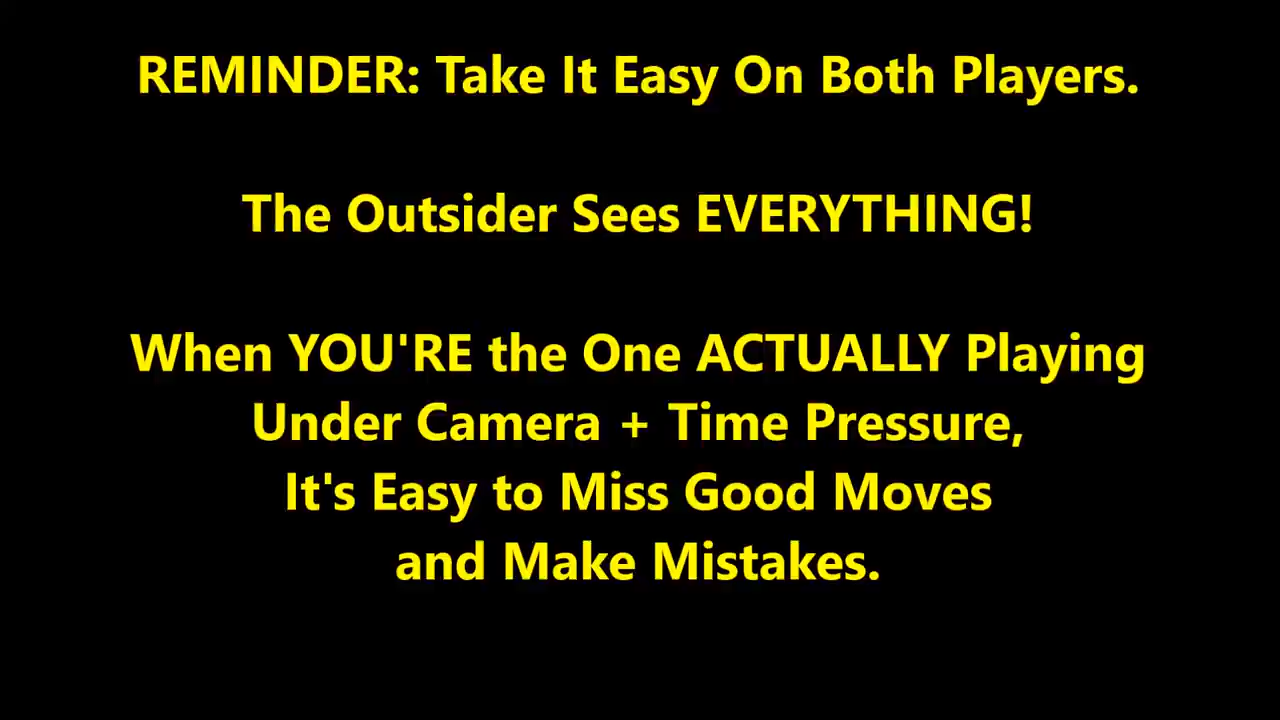 REMINDER: Take It Easy On Both Players.
The Outsider Sees EVERYTHING!
When YOU'RE the One ACTUALLY Playing
Under Camera + Time Pressure,
It's Easy to Miss Good Moves
and Make Mistakes.